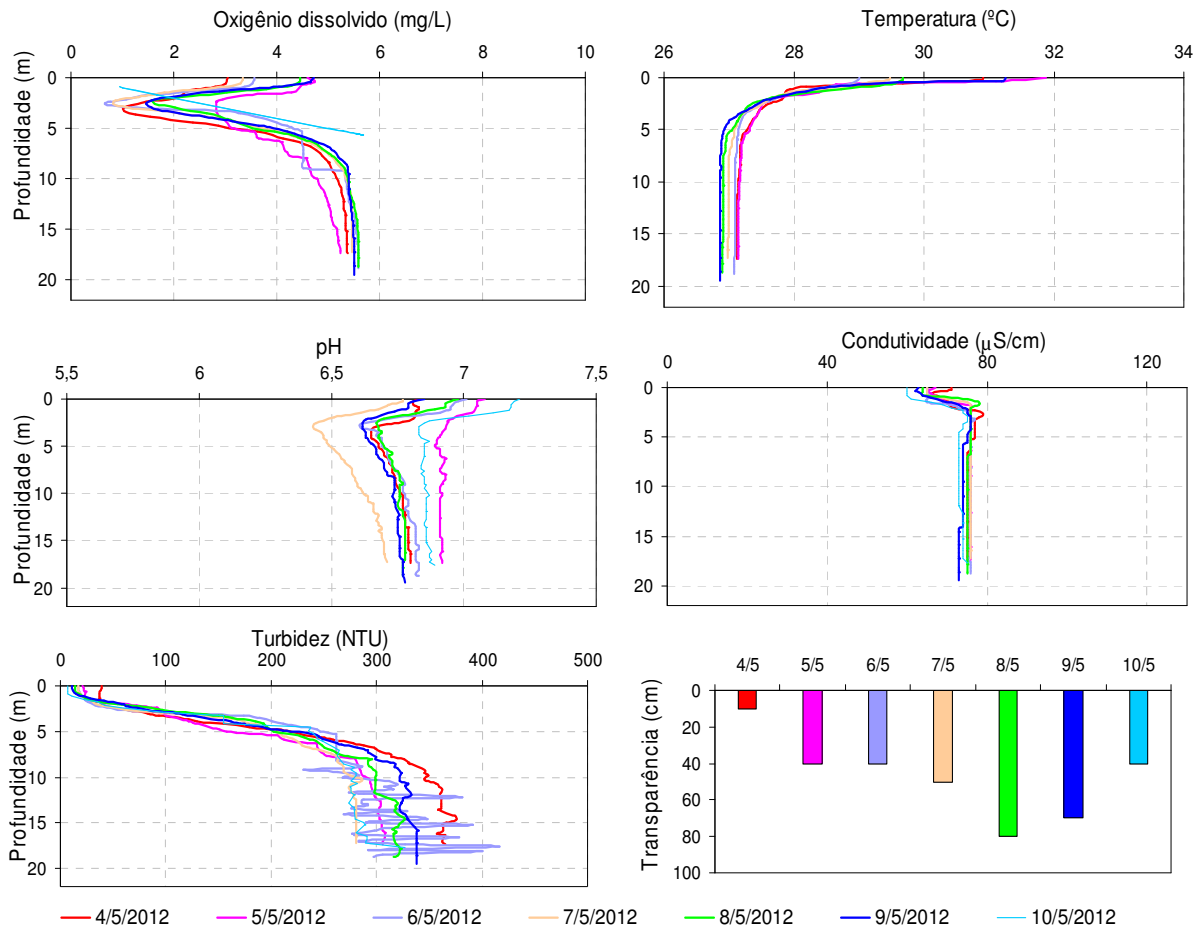 Oxigênio dissolvido (mg/L)
0 2 4 6 8 10
Profundidade (m)
0
5
10
15
20
Temperatura (ºC)
26 28 30 32 34
0
5
10
15
20
pH
5,5 6 6,5 7 7,5
Profundidade (m)
0
5
10
15
20
Condutividade (µS/cm)
0 40 80 120
0
5
10
15
20
Turbidez (NTU)
0 100 200 300 400 500
Profundidade (m)
0
5
10
15
20
4/5 5/5 6/5 7/5 8/5 9/5 10/5
Transparência (cm)
0
20
40
60
80
100
4/5/2012 5/5/2012 6/5/2012 7/5/2012 8/5/2012 9/5/2012 10/5/2012